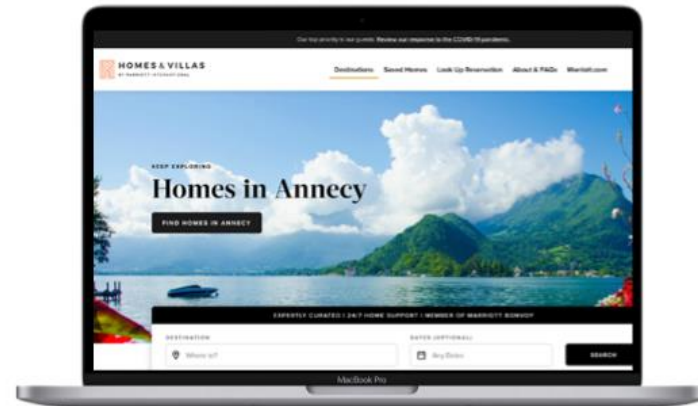 Our top priority is our guests. Review our response to the COVID-19 pandemic.
HOMES & VILLAS
BY MARRIOTT INTERNATIONAL
Destinations Saved Homes Look Up Reservation About & FAQs Marriott.com
KEEP EXPLORING
Homes in Annecy
FIND HOMES IN ANNECY
EXPERTLY CURATED | 24/7 HOME SUPPORT | MEMBER OF MARRIOTT BONVOY
DESTINATION DATES (OPTIONAL)
Where to? Any Dates SEARCH
MacBook Pro